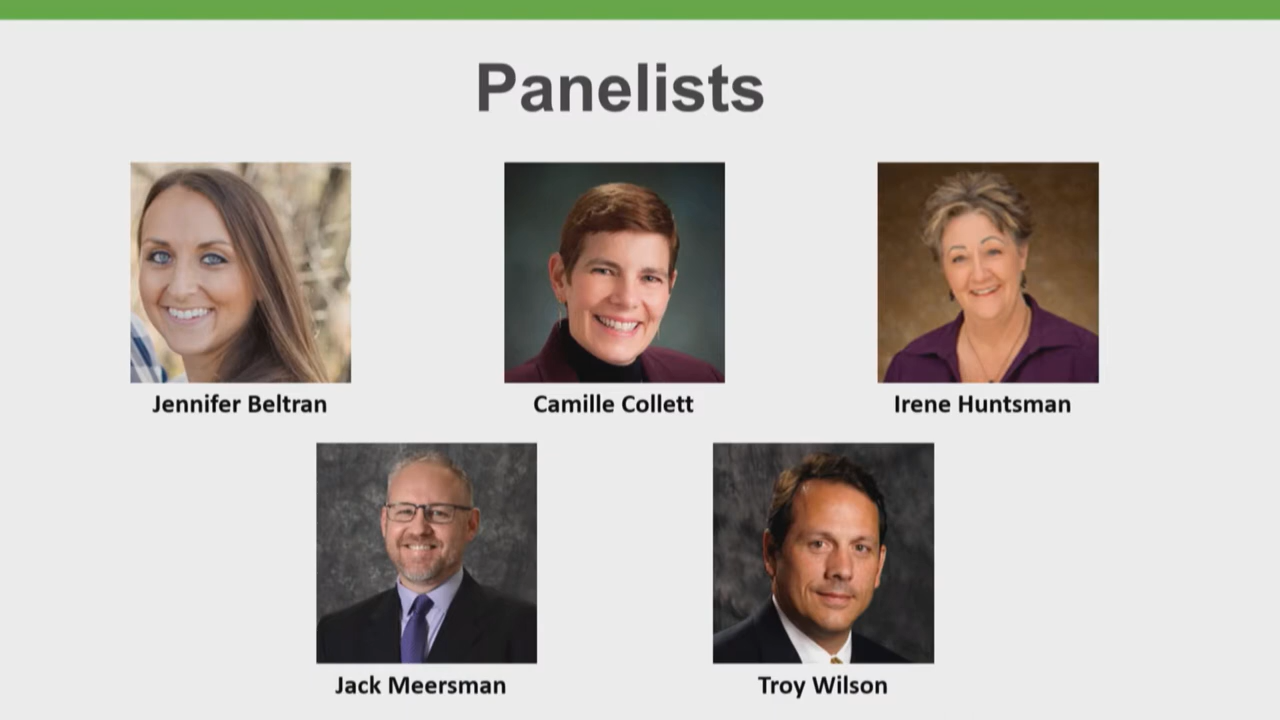 Panelists
Jennifer Beltran
Camille Collett
Irene Huntsman
Jack Meersman
Troy Wilson